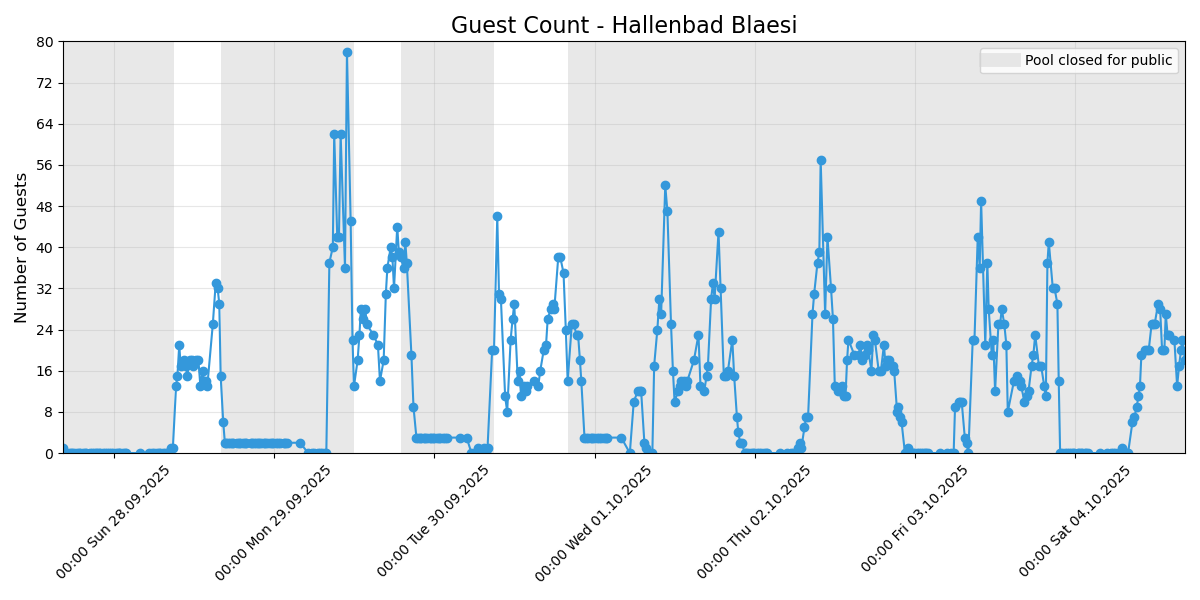 Guest Count - Hallenbad Blaesi
Pool closed for public
Number of Guests
80
72
64
56
48
40
32
24
16
8
0
00:00 Sun 28.09.2025
00:00 Mon 29.09.2025
00:00 Tue 30.09.2025
00:00 Wed 01.10.2025
00:00 Thu 02.10.2025
00:00 Fri 03.10.2025
00:00 Sat 04.10.2025